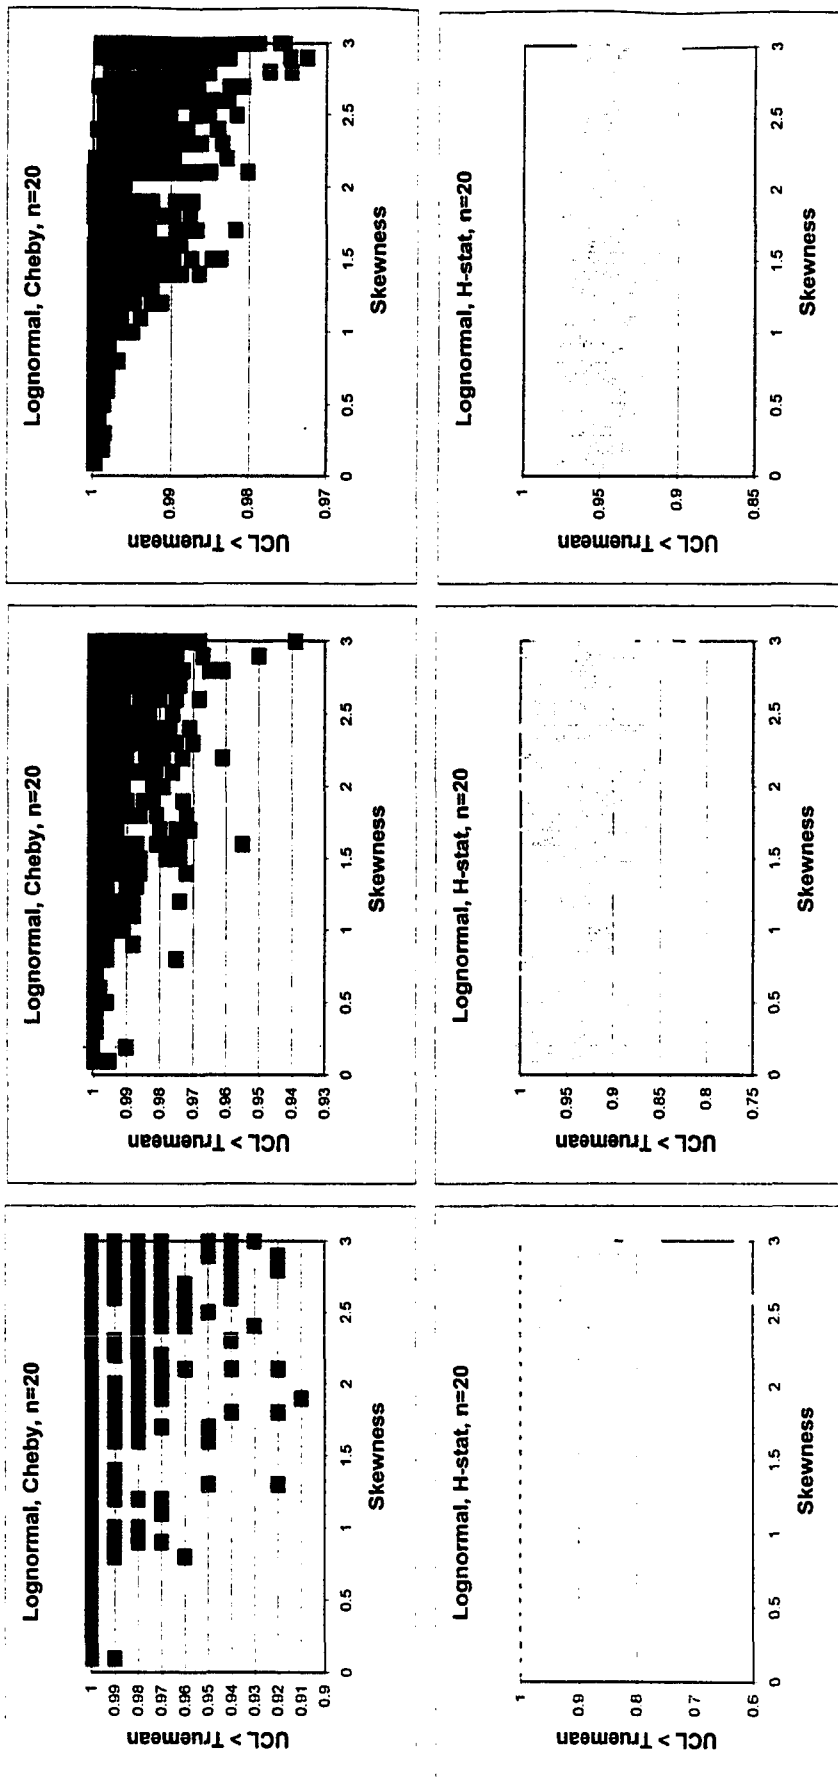 Lognormal, Cheby, n=20
UCL > Truemean
1
0.99
0.98
0.97
0.96
0.95
0.94
0.93
0.92
0.91
0.9
0 0.5 1 1.5 2 2.5 3
Skewness
Lognormal, Cheby, n=20
UCL > Truemean
1
0.99
0.98
0.97
0.96
0.95
0.94
0.93
0 0.5 1 1.5 2 2.5 3
Skewness
Lognormal, Cheby, n=20
UCL > Truemean
1
0.99
0.98
0.97
0 0.5 1 1.5 2 2.5 3
Skewness
Lognormal, H-stat, n=20
UCL > Truemean
1
0.9
0.8
0.7
0.6
0 0.5 1 1.5 2 2.5 3
Skewness
Lognormal, H-stat, n=20
UCL > Truemean
1
0.95
0.9
0.85
0.8
0.75
0 0.5 1 1.5 2 2.5 3
Skewness
Lognormal, H-stat, n=20
UCL > Truemean
1
0.95
0.9
0.85
0 0.5 1 1.5 2 2.5 3
Skewness